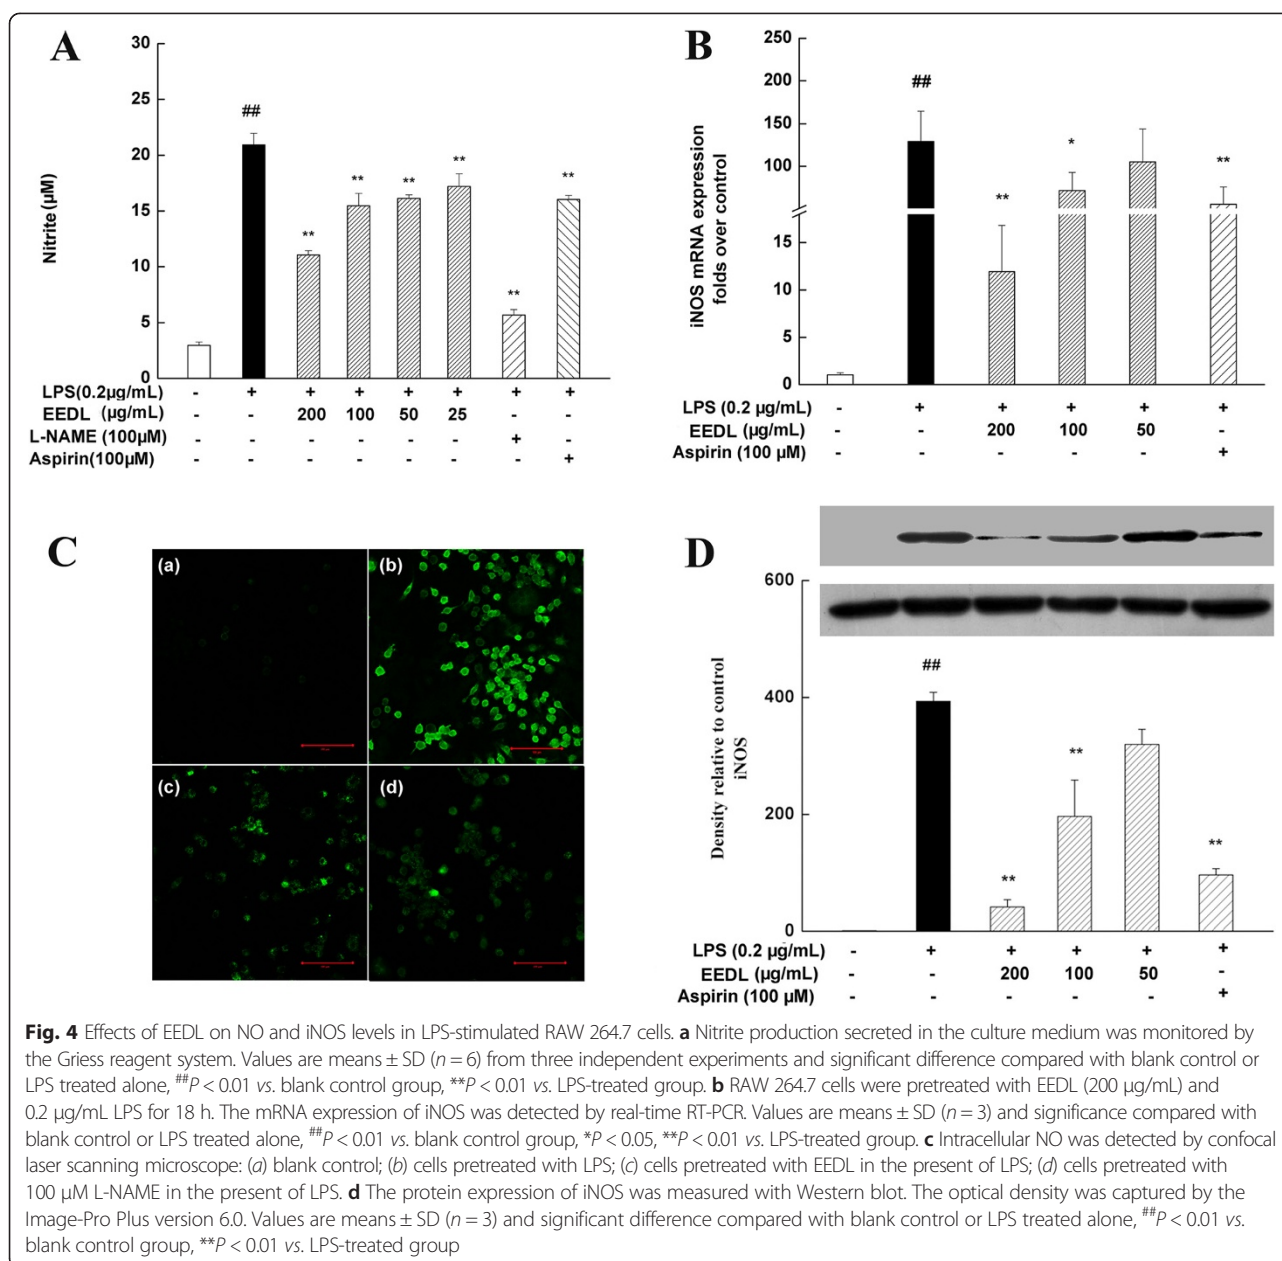 A
30
25
20
15
10
5
0
Nitrite(µM)
##
**
**
**
**
**
**
LPS(0.2µg/mL) - + + + + + + +
EEDL (µg/mL) - - 200 100 50 25 - -
L-NAME (100µM) - - - - - - + -
Aspirin(100µM) - - - - - - - +
B
250
200
150
100
15
10
5
0
iNOS mRNA expression
folds over control
##
**
*
**
LPS (0.2 µg/mL) - + + + + +
EEDL (µg/mL) - - 200 100 50 -
Aspirin (100 µM) - - - - - +
C
(a)
(b)
(c)
(d)
D
600
400
200
0
Density relative to control
iNOS
##
**
**
**
LPS (0.2 µg/mL) - + + + + +
EEDL (µg/mL) - - 200 100 50 -
Aspirin (100 µM) - - - - - +
Fig. 4 Effects of EEDL on NO and iNOS levels in LPS-stimulated RAW 264.7 cells. a Nitrite production secreted in the culture medium was monitored by
the Griess reagent system. Values are means ± SD (n = 6) from three independent experiments and significant difference compared with blank control or
LPS treated alone, ##P < 0.01 vs. blank control group, **P < 0.01 vs. LPS-treated group. b RAW 264.7 cells were pretreated with EEDL (200 µg/mL) and
0.2 µg/mL LPS for 18 h. The mRNA expression of iNOS was detected by real-time RT-PCR. Values are means ± SD (n = 3) and significance compared with
blank control or LPS treated alone, ##P < 0.01 vs. blank control group, *P < 0.05, **P < 0.01 vs. LPS-treated group. c Intracellular NO was detected by confocal
laser scanning microscope: (a) blank control; (b) cells pretreated with LPS; (c) cells pretreated with EEDL in the present of LPS; (d) cells pretreated with
100 µM L-NAME in the present of LPS. d The protein expression of iNOS was measured with Western blot. The optical density was captured by the
Image-Pro Plus version 6.0. Values are means ± SD (n = 3) and significant difference compared with blank control or LPS treated alone, ##P < 0.01 vs.
blank control group, **P < 0.01 vs. LPS-treated group